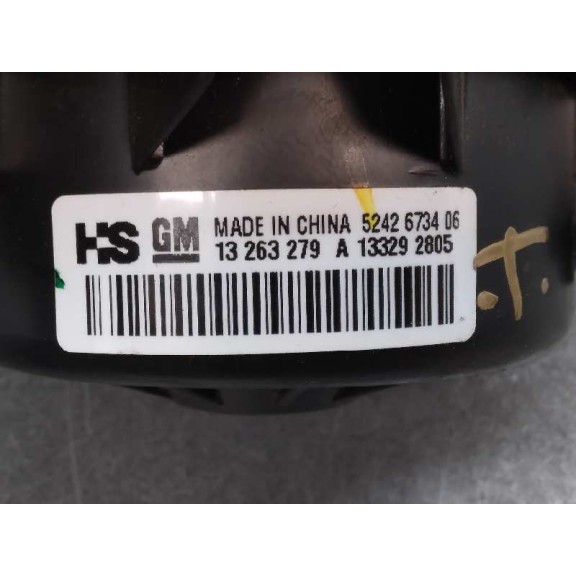 HS GM MADE IN CHINA 5242 6734 06
13 263 279 A 13329 2805
.T.